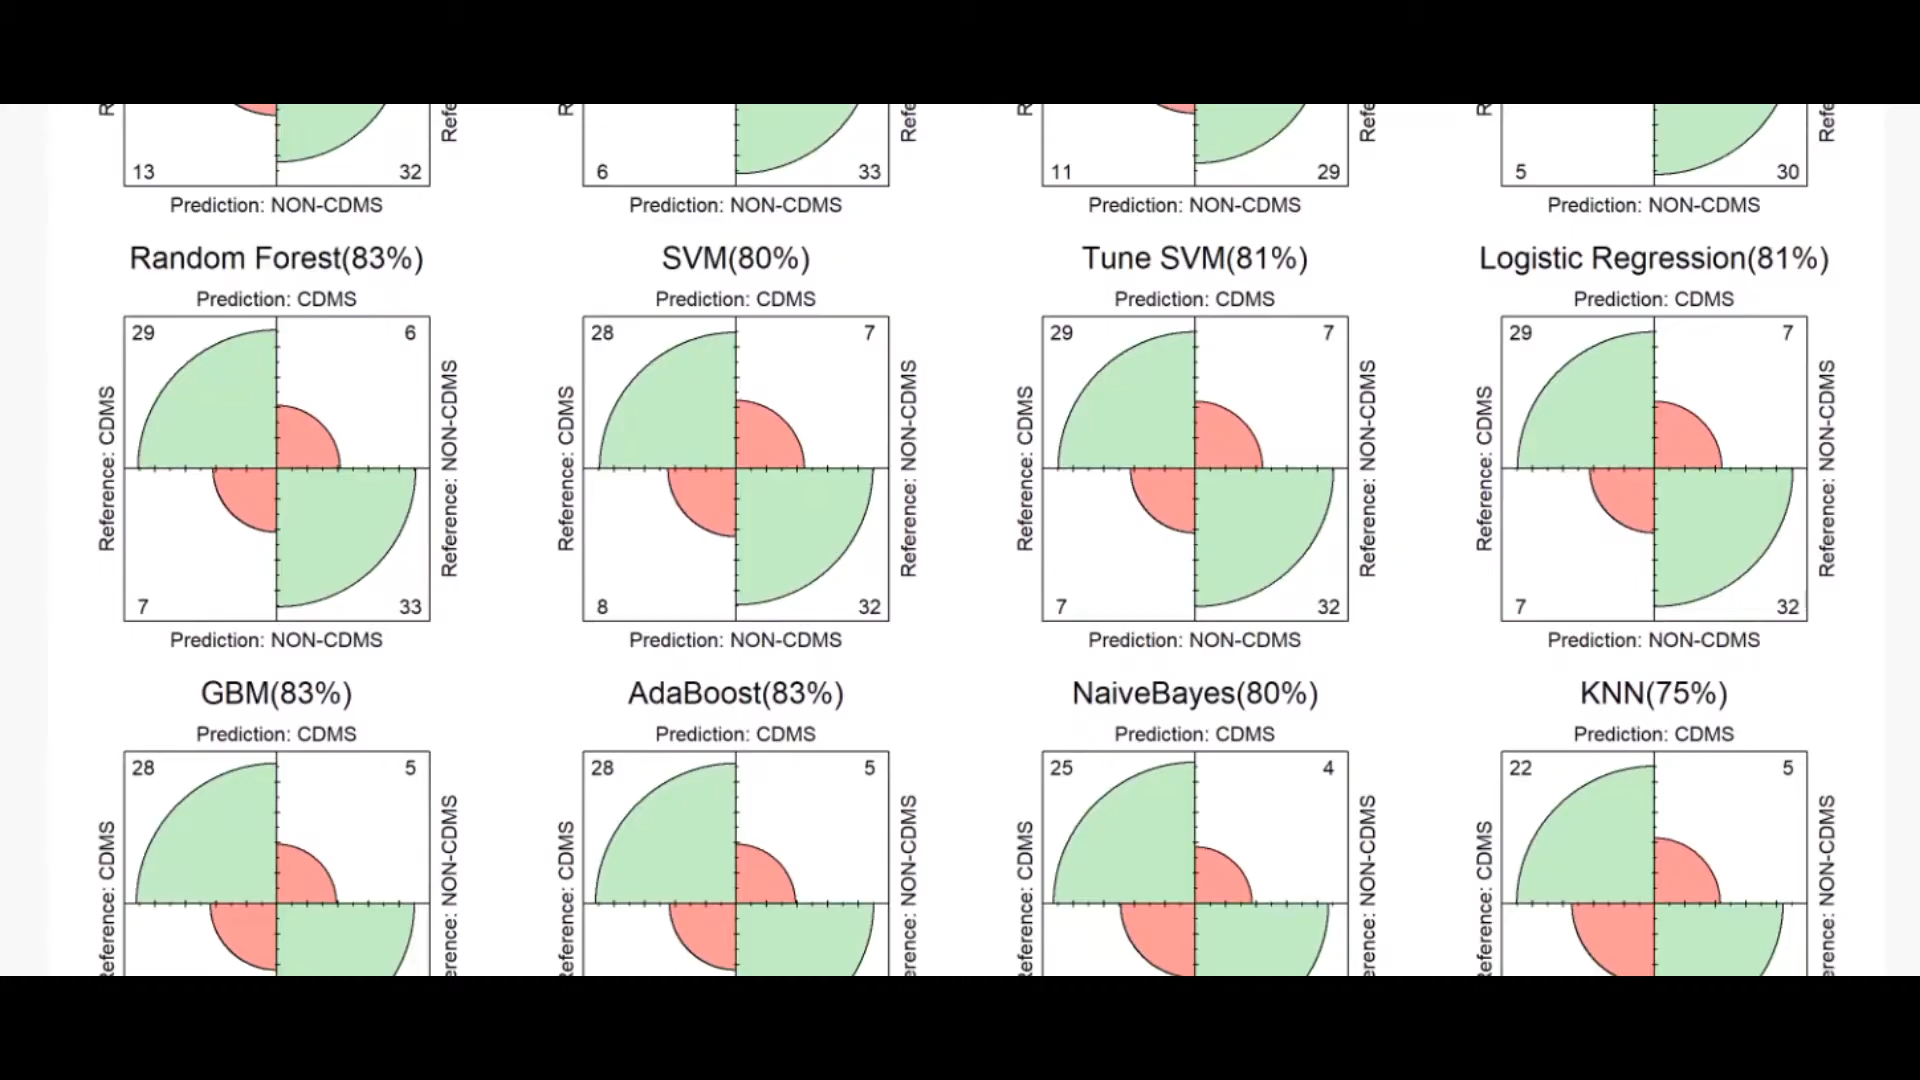 13 32 6 33 11 29 5 30
Prediction: NON-CDMS Prediction: NON-CDMS Prediction: NON-CDMS Prediction: NON-CDMS
Random Forest(83%) SVM(80%) Tune SVM(81%) Logistic Regression(81%)
Prediction: CDMS Prediction: CDMS Prediction: CDMS Prediction: CDMS
29 6 28 7 29 7 29 7
Reference: CDMS Reference: NON-CDMS Reference: CDMS Reference: NON-CDMS Reference: CDMS Reference: NON-CDMS Reference: CDMS Reference: NON-CDMS
7 33 8 32 7 32 7 32
Prediction: NON-CDMS Prediction: NON-CDMS Prediction: NON-CDMS Prediction: NON-CDMS
GBM(83%) AdaBoost(83%) NaiveBayes(80%) KNN(75%)
Prediction: CDMS Prediction: CDMS Prediction: CDMS Prediction: CDMS
28 5 28 5 25 4 22 5
CDMS NON-CDMS CDMS NON-CDMS CDMS NON-CDMS CDMS NON-CDMS